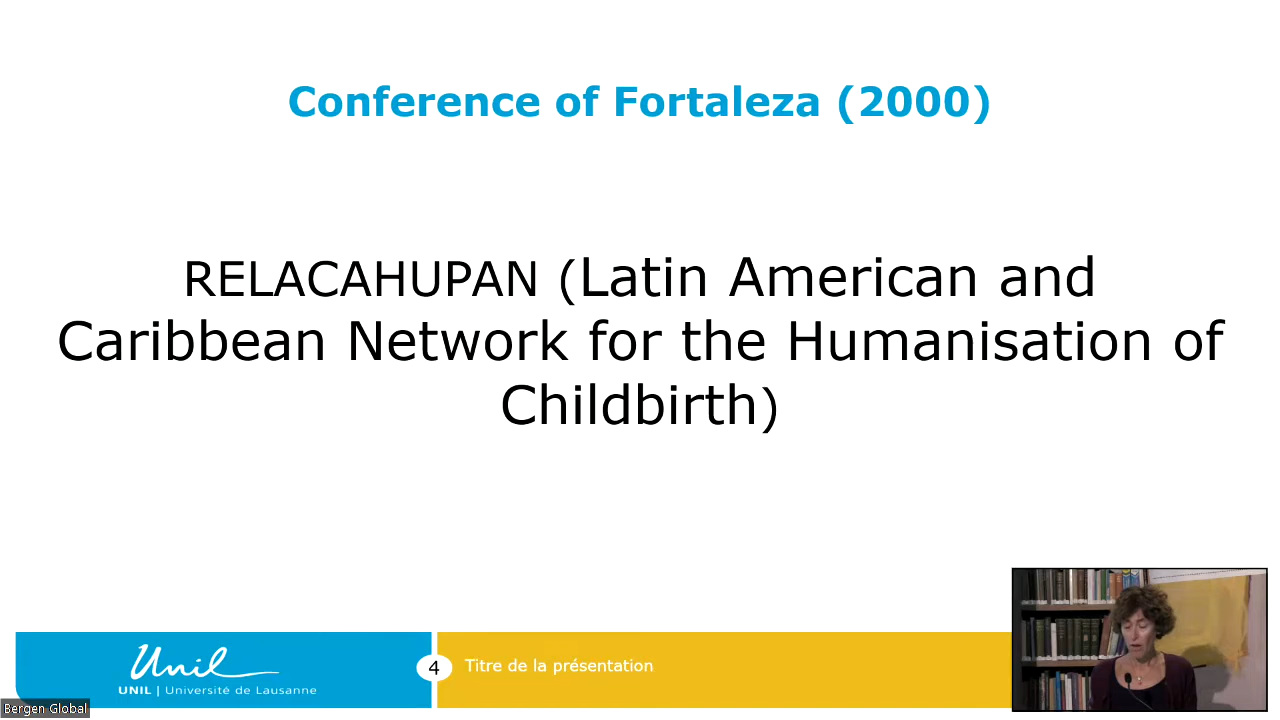 Conference of Fortaleza (2000)
RELACAHUPAN (Latin American and
Caribbean Network for the Humanisation of
Childbirth)
Unil
UNIL | Université de Lausanne
4
Titre de la présentation
Bergen Global